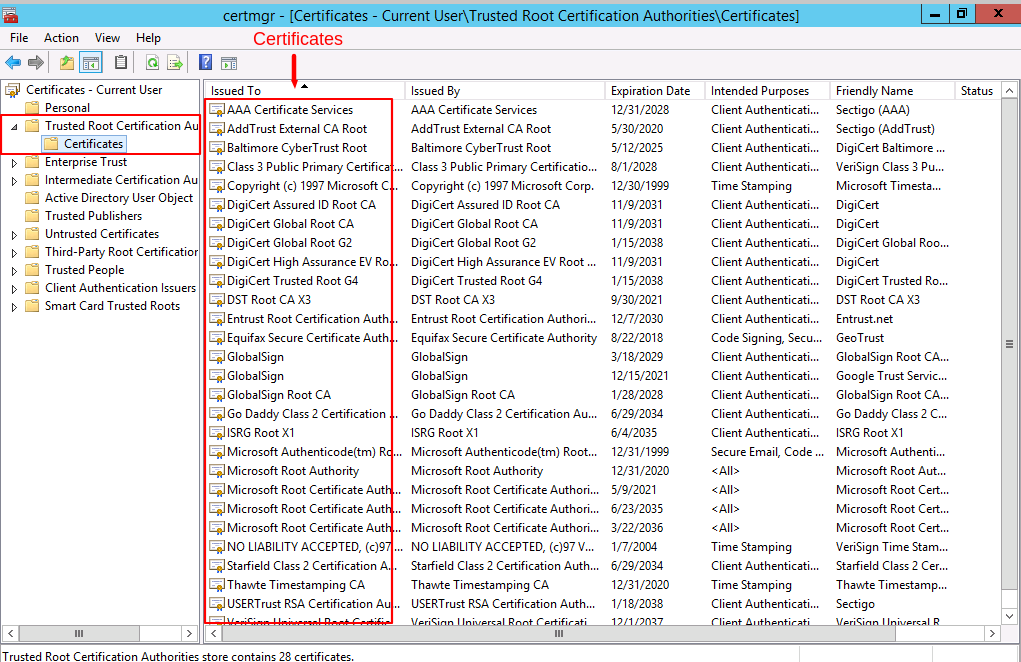 certmgr - [Certificates - Current User\Trusted Root Certification Authorities\Certificates]
File Action View Help
Certificates
Certificates - Current User
Personal
Trusted Root Certification Au
Certificates
Enterprise Trust
Intermediate Certification Au
Active Directory User Object
Trusted Publishers
Untrusted Certificates
Third-Party Root Certification
Trusted People
Client Authentication Issuers
Smart Card Trusted Roots
Issued To Issued By Expiration Date Intended Purposes Friendly Name Status
AAA Certificate Services AAA Certificate Services 12/31/2028 Client Authenticati... Sectigo (AAA)
AddTrust External CA Root AddTrust External CA Root 5/30/2020 Client Authenticati... Sectigo (AddTrust)
Baltimore CyberTrust Root Baltimore CyberTrust Root 5/12/2025 Client Authenticati... DigiCert Baltimore ...
Class 3 Public Primary Certificat... Class 3 Public Primary Certificatio... 8/1/2028 Client Authenticati... VeriSign Class 3 Pu...
Copyright (c) 1997 Microsoft C... Copyright (c) 1997 Microsoft Corp. 12/30/1999 Time Stamping Microsoft Timesta...
DigiCert Assured ID Root CA DigiCert Assured ID Root CA 11/9/2031 Client Authenticati... DigiCert
DigiCert Global Root CA DigiCert Global Root CA 11/9/2031 Client Authenticati... DigiCert
DigiCert Global Root G2 DigiCert Global Root G2 1/15/2038 Client Authenticati... DigiCert Global Roo...
DigiCert High Assurance EV Ro... DigiCert High Assurance EV Root ... 11/9/2031 Client Authenticati... DigiCert
DigiCert Trusted Root G4 DigiCert Trusted Root G4 1/15/2038 Client Authenticati... DigiCert Trusted Ro...
DST Root CA X3 DST Root CA X3 9/30/2021 Client Authenticati... DST Root CA X3
Entrust Root Certification Auth... Entrust Root Certification Authori... 12/7/2030 Client Authenticati... Entrust.net
Equifax Secure Certificate Auth... Equifax Secure Certificate Authority 8/22/2018 Code Signing, Secu... GeoTrust
GlobalSign GlobalSign 3/18/2029 Client Authenticati... GlobalSign Root CA...
GlobalSign GlobalSign 12/15/2021 Client Authenticati... Google Trust Servic...
GlobalSign Root CA GlobalSign Root CA 1/28/2028 Client Authenticati... GlobalSign Root CA...
Go Daddy Class 2 Certification ... Go Daddy Class 2 Certification Au... 6/29/2034 Client Authenticati... Go Daddy Class 2 C...
ISRG Root X1 ISRG Root X1 6/4/2035 Client Authenticati... ISRG Root X1
Microsoft Authenticode(tm) Ro... Microsoft Authenticode(tm) Root... 12/31/1999 Secure Email, Code ... Microsoft Authenti...
Microsoft Root Authority Microsoft Root Authority 12/31/2020 <All> Microsoft Root Aut...
Microsoft Root Certificate Auth... Microsoft Root Certificate Authori... 5/9/2021 <All> Microsoft Root Cert...
Microsoft Root Certificate Auth... Microsoft Root Certificate Authori... 6/23/2035 <All> Microsoft Root Cert...
Microsoft Root Certificate Auth... Microsoft Root Certificate Authori... 3/22/2036 <All> Microsoft Root Cert...
NO LIABILITY ACCEPTED, (c)97 ... NO LIABILITY ACCEPTED, (c)97 V... 1/7/2004 Time Stamping VeriSign Time Stam...
Starfield Class 2 Certification A... Starfield Class 2 Certification Auth... 6/29/2034 Client Authenticati... Starfield Class 2 Cer...
Thawte Timestamping CA Thawte Timestamping CA 12/31/2020 Time Stamping Thawte Timestamp...
USERTrust RSA Certification Au... USERTrust RSA Certification Auth... 1/18/2038 Client Authenticati... Sectigo
VeriSign Universal Root Certific... VeriSign Universal Root Certificati... 12/1/2037 Client Authenticati... VeriSign Universal R...
Trusted Root Certification Authorities store contains 28 certificates.